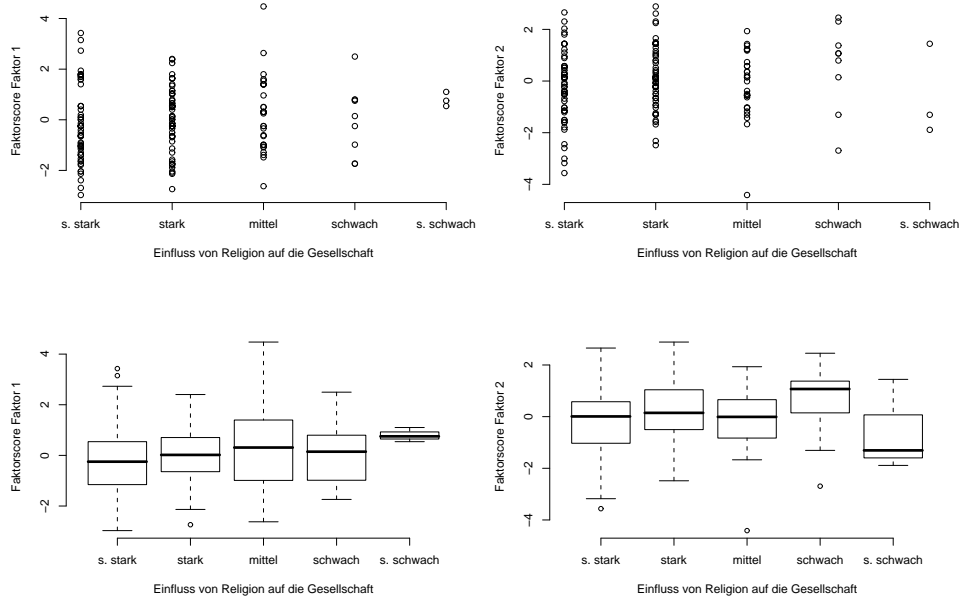 Faktorscore Faktor 1
4
2
0
−2
s. stark stark mittel schwach s. schwach
Einfluss von Religion auf die Gesellschaft
Faktorscore Faktor 2
2
0
−2
−4
s. stark stark mittel schwach s. schwach
Einfluss von Religion auf die Gesellschaft
Faktorscore Faktor 1
4
2
0
−2
s. stark stark mittel schwach s. schwach
Einfluss von Religion auf die Gesellschaft
Faktorscore Faktor 2
2
0
−2
−4
s. stark stark mittel schwach s. schwach
Einfluss von Religion auf die Gesellschaft